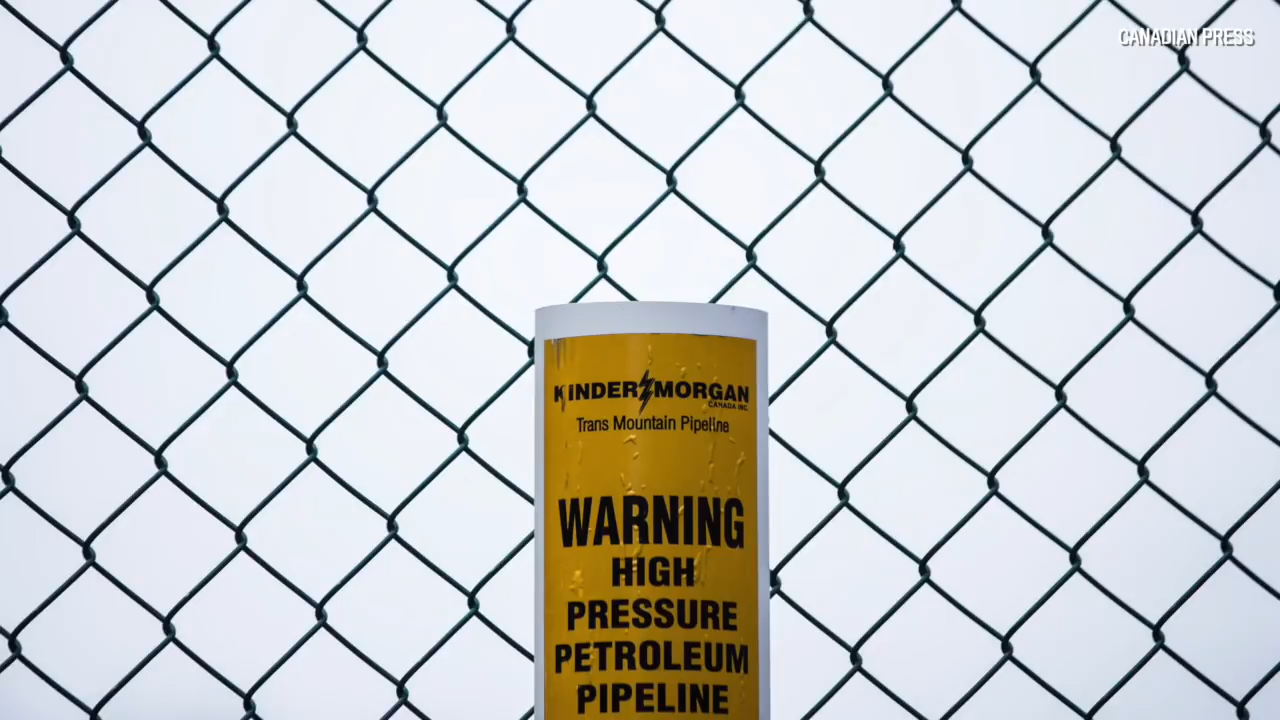 CANADIAN PRESS
KINDER MORGAN
CANADA INC.
Trans Mountain Pipeline
WARNING
HIGH
PRESSURE
PETROLEUM
PIPELINE